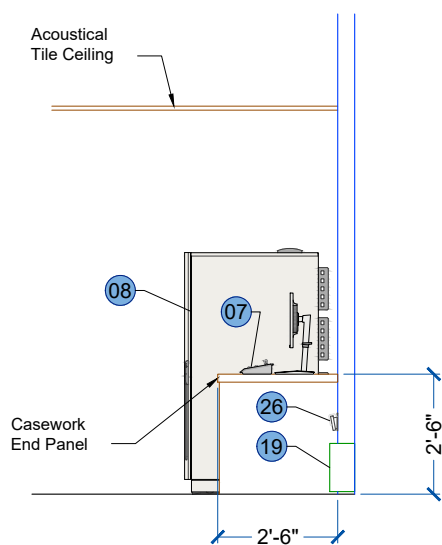 Acoustical
Tile Ceiling
08
07
Casework
End Panel
26
19
2'-6"
2'-6"